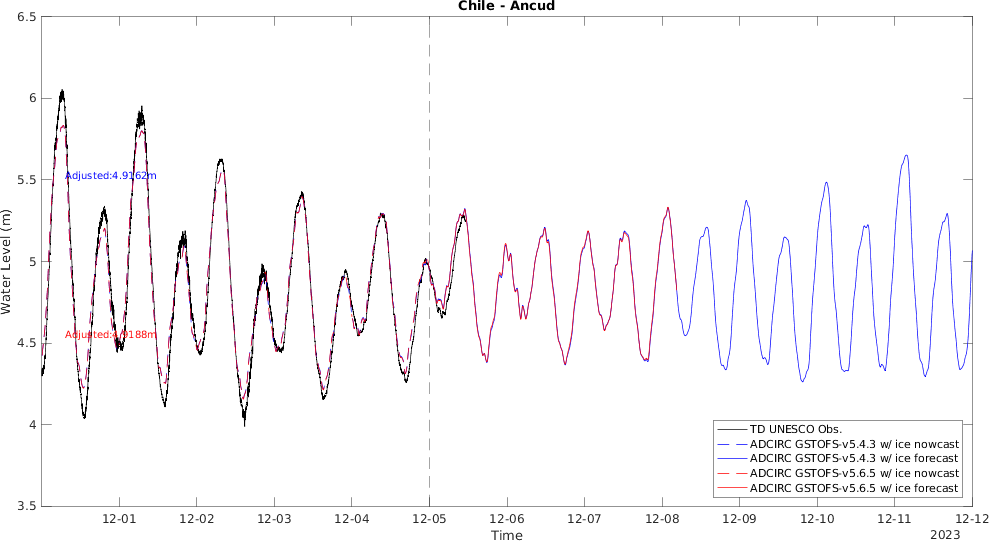 Chile - Ancud
6.5
6
5.5
5
4.5
4
3.5
Water Level (m)
Adjusted:4.9162m
Adjusted:4.9188m
TD UNESCO Obs.
ADCIRC GSTOFS-v5.4.3 w/ ice nowcast
ADCIRC GSTOFS-v5.4.3 w/ ice forecast
ADCIRC GSTOFS-v5.6.5 w/ ice nowcast
ADCIRC GSTOFS-v5.6.5 w/ ice forecast
12-01 12-02 12-03 12-04 12-05 12-06 12-07 12-08 12-09 12-10 12-11 12-12
Time
2023